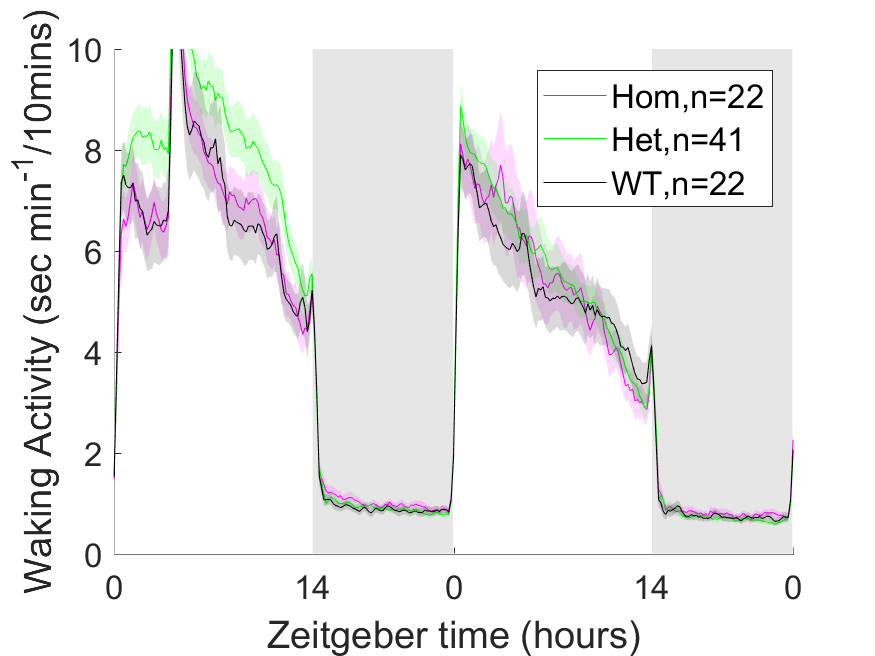 Waking Activity (sec min⁻¹/10mins)
10
8
6
4
2
0
Hom,n=22
Het,n=41
WT,n=22
0 14 0 14 0
Zeitgeber time (hours)